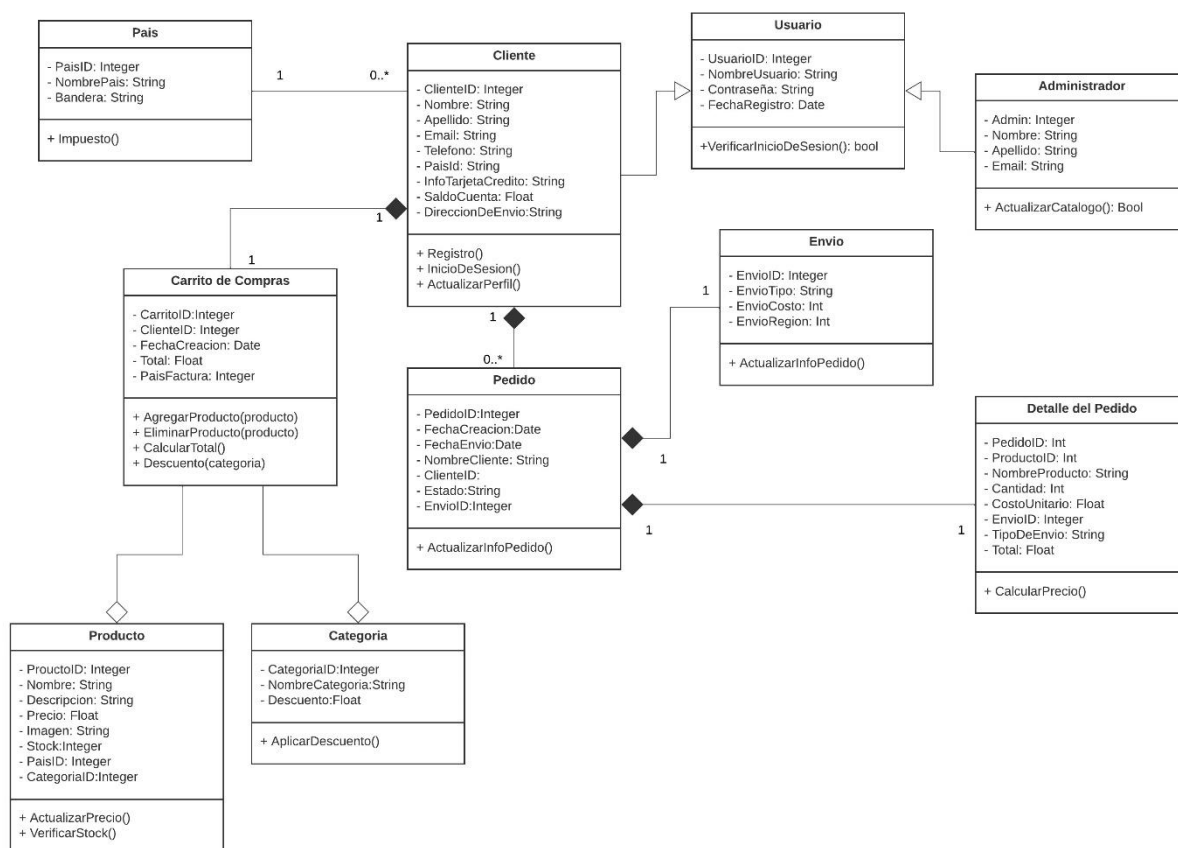 Pais
- PaisID: Integer
- NombrePais: String
- Bandera: String
+ Impuesto()
1
0..*
Cliente
- ClienteID: Integer
- Nombre: String
- Apellido: String
- Email: String
- Telefono: String
- PaisId: String
- InfoTarjetaCredito: String
- SaldoCuenta: Float
- DireccionDeEnvio:String
+ Registro()
+ InicioDeSesion()
+ ActualizarPerfil()
Usuario
- UsuarioID: Integer
- NombreUsuario: String
- Contraseña: String
- FechaRegistro: Date
+VerificarInicioDeSesion(): bool
Administrador
- Admin: Integer
- Nombre: String
- Apellido: String
- Email: String
+ ActualizarCatalogo(): Bool
1
1
Carrito de Compras
- CarritoID:Integer
- ClienteID: Integer
- FechaCreacion: Date
- Total: Float
- PaisFactura: Integer
+ AgregarProducto(producto)
+ EliminarProducto(producto)
+ CalcularTotal()
+ Descuento(categoria)
1
0..*
Pedido
- PedidoID:Integer
- FechaCreacion:Date
- FechaEnvio:Date
- NombreCliente: String
- ClienteID:
- Estado:String
- EnvioID:Integer
+ ActualizarInfoPedido()
1
1
Envio
- EnvioID: Integer
- EnvioTipo: String
- EnvioCosto: Int
- EnvioRegion: Int
+ ActualizarInfoPedido()
1
1
Detalle del Pedido
- PedidoID: Int
- ProductoID: Int
- NombreProducto: String
- Cantidad: Int
- CostoUnitario: Float
- EnvioID: Integer
- TipoDeEnvio: String
- Total: Float
+ CalcularPrecio()
Producto
- ProuctoID: Integer
- Nombre: String
- Descripcion: String
- Precio: Float
- Imagen: String
- Stock:Integer
- PaisID: Integer
- CategoriaID:Integer
+ ActualizarPrecio()
+ VerificarStock()
Categoria
- CategoriaID:Integer
- NombreCategoria:String
- Descuento:Float
+ AplicarDescuento()